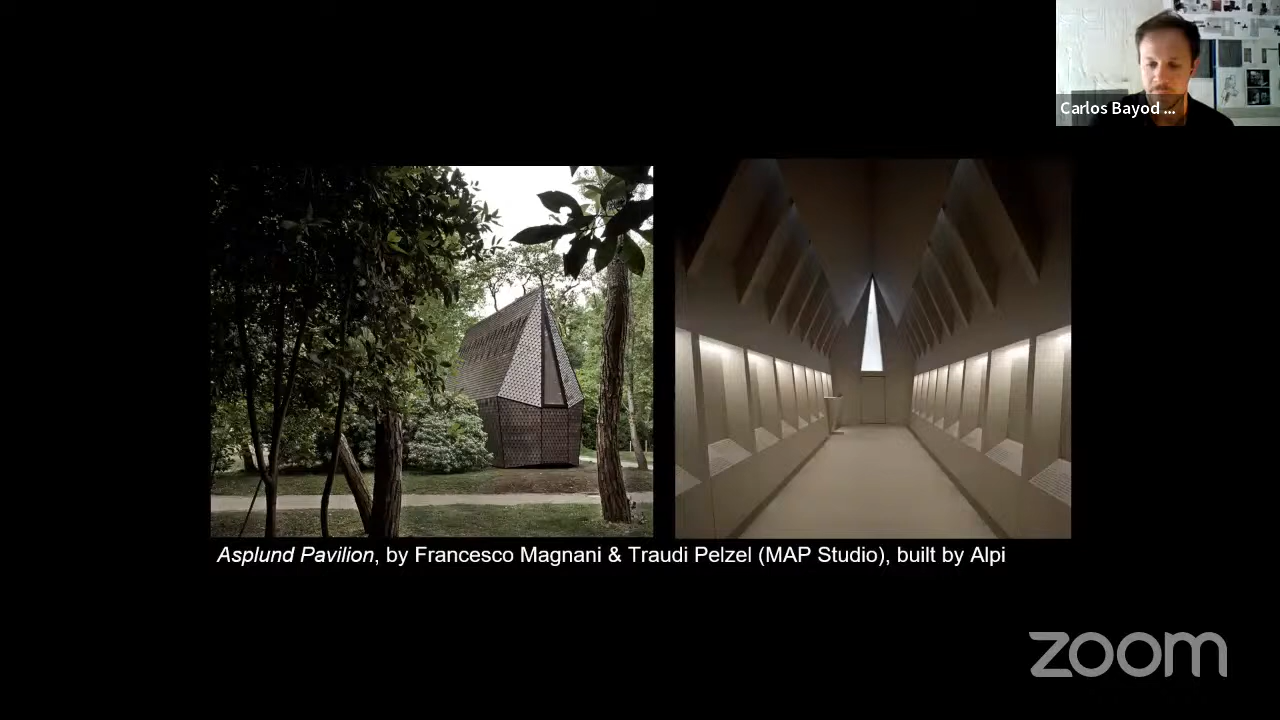 Carlos Bayod ...
Asplund Pavilion, by Francesco Magnani & Traudi Pelzel (MAP Studio), built by Alpi
zoom